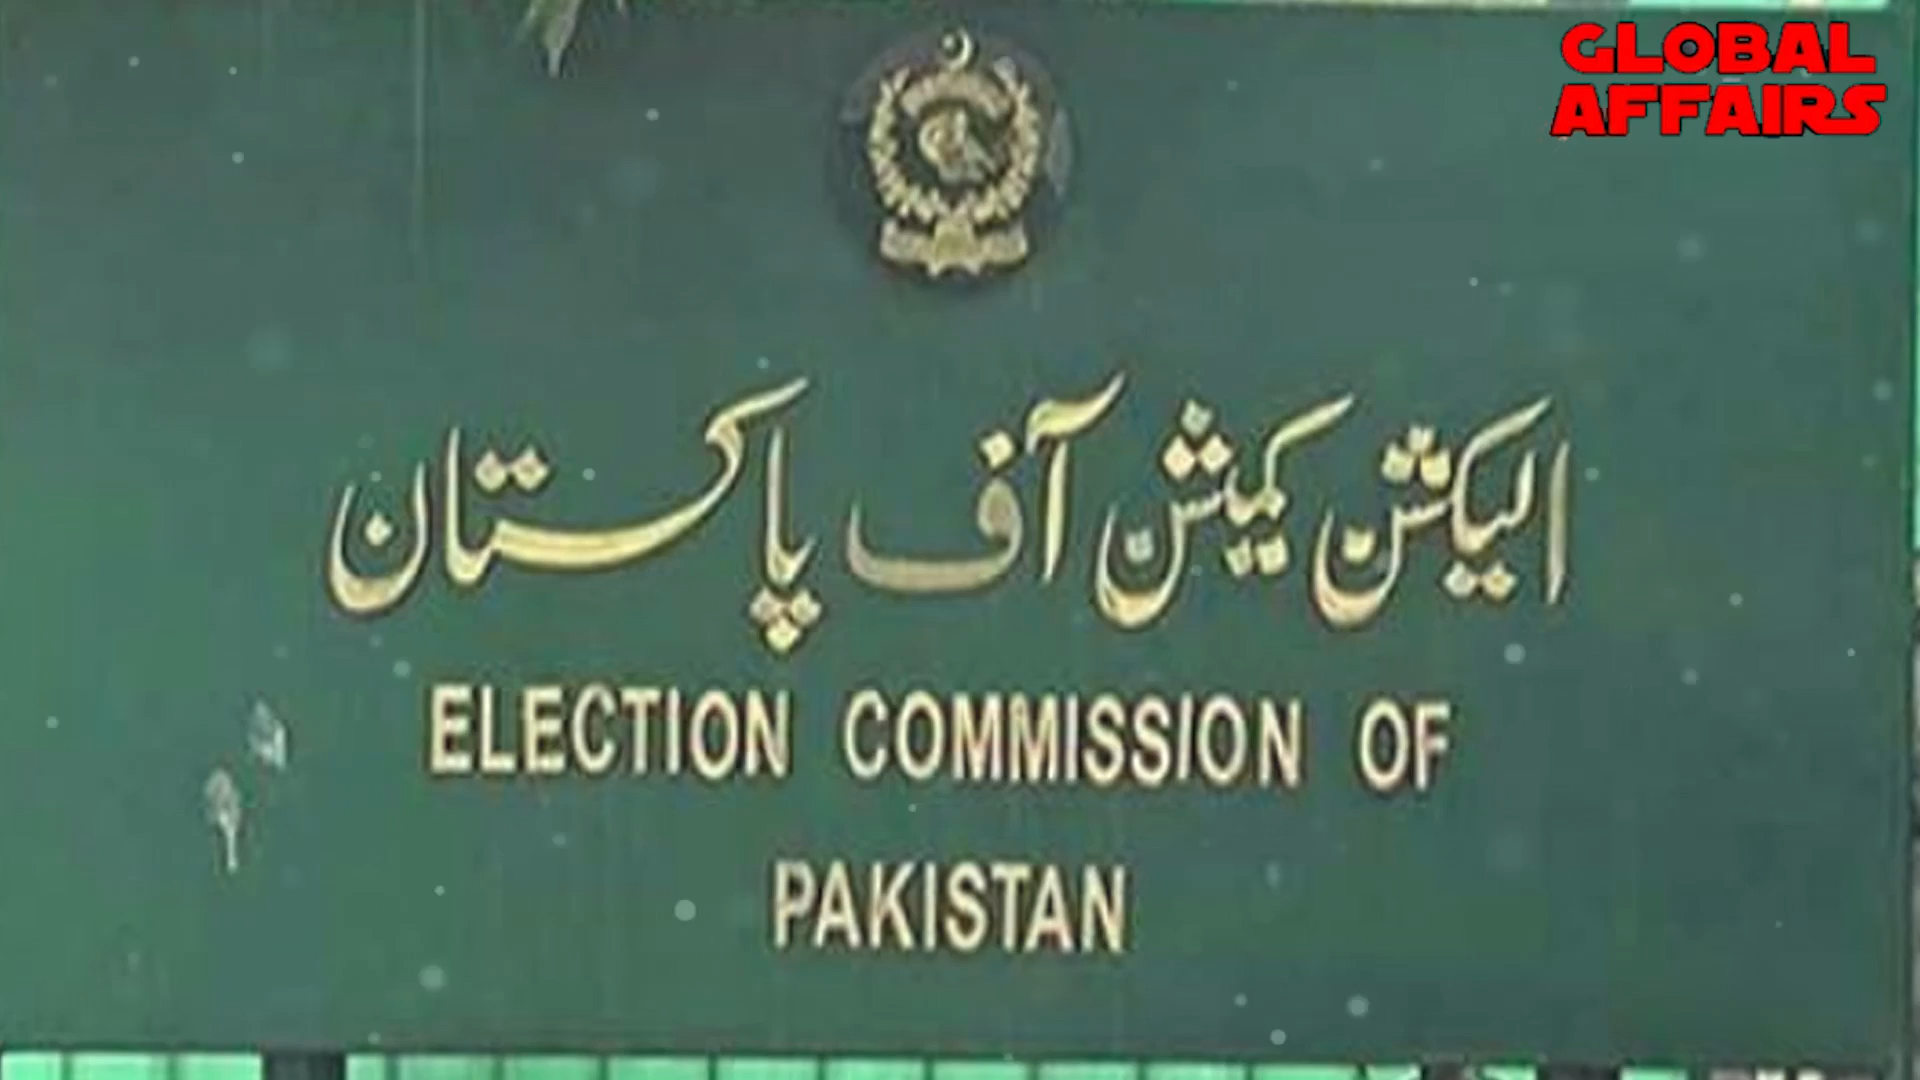 GLOBAL
AFFAIRS
الیکشن کمیشن آف پاکستان
ELECTION COMMISSION OF
PAKISTAN